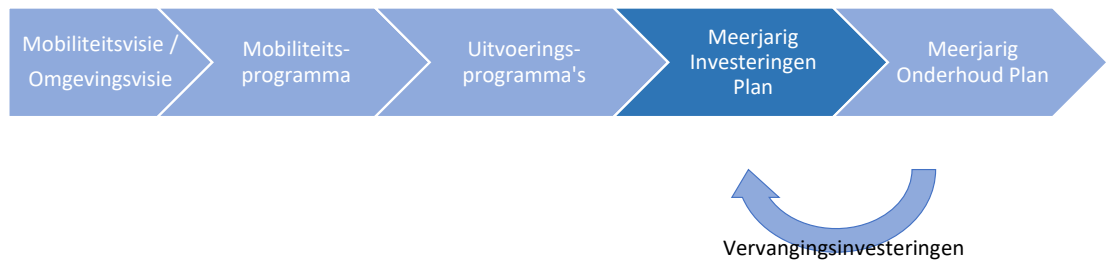 Mobiliteitsvisie /
Omgevingsvisie
Mobiliteits-
programma
Uitvoerings-
programma's
Meerjarig
Investeringen
Plan
Meerjarig
Onderhoud Plan
Vervangingsinvesteringen